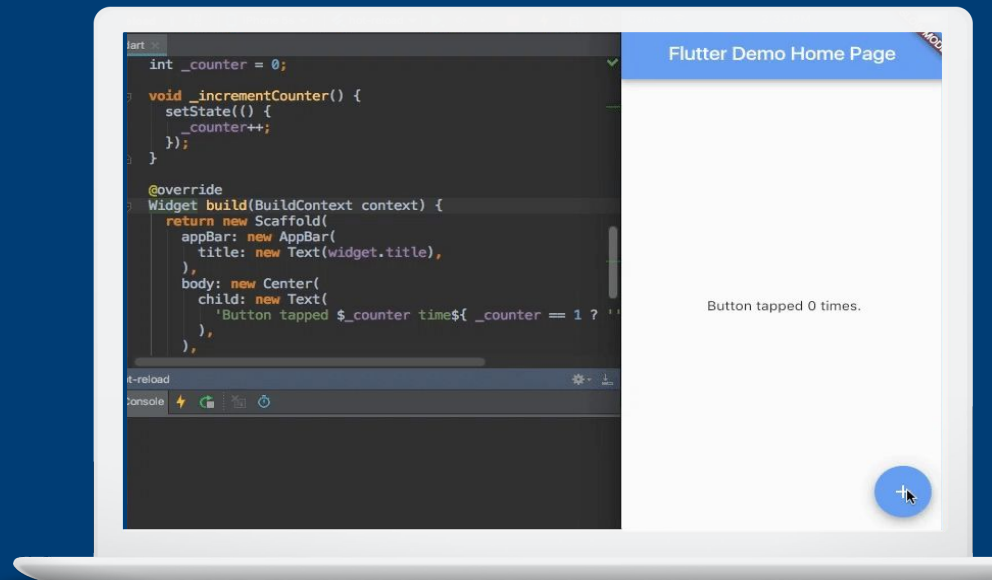 dart
int _counter = 0;
void _incrementCounter() {
setState(() {
_counter++;
});
}
@override
Widget build(BuildContext context) {
return new Scaffold(
appBar: new AppBar(
title: new Text(widget.title),
),
body: new Center(
child: new Text(
'Button tapped $_counter time${ _counter == 1 ? ''
),
),
t-reload
Console
Flutter Demo Home Page
Button tapped 0 times.
+